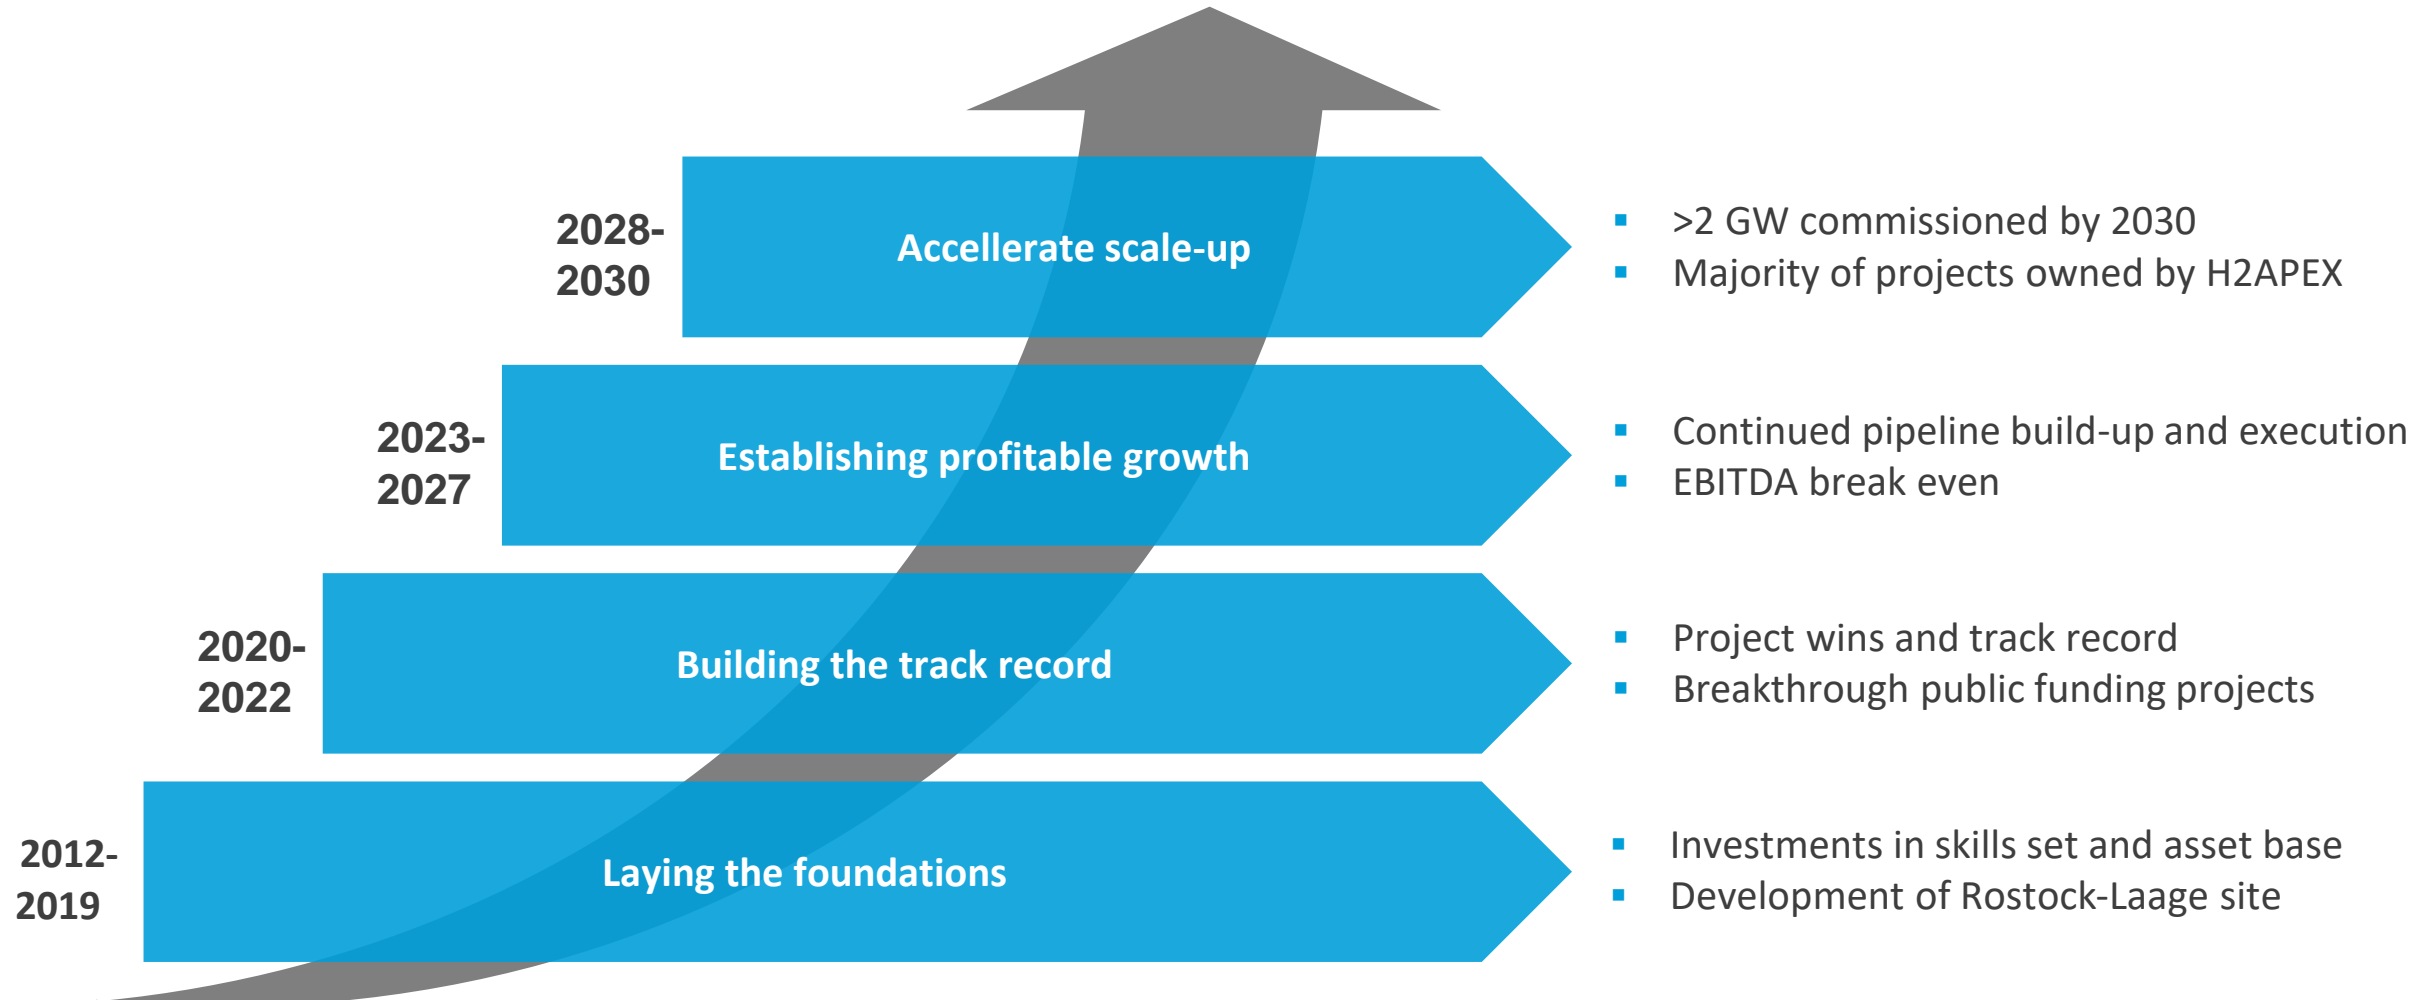 2028-
2030
Accellerate scale-up
▪ >2 GW commissioned by 2030
▪ Majority of projects owned by H2APEX
2023-
2027
Establishing profitable growth
▪ Continued pipeline build-up and execution
▪ EBITDA break even
2020-
2022
Building the track record
▪ Project wins and track record
▪ Breakthrough public funding projects
2012-
2019
Laying the foundations
▪ Investments in skills set and asset base
▪ Development of Rostock-Laage site